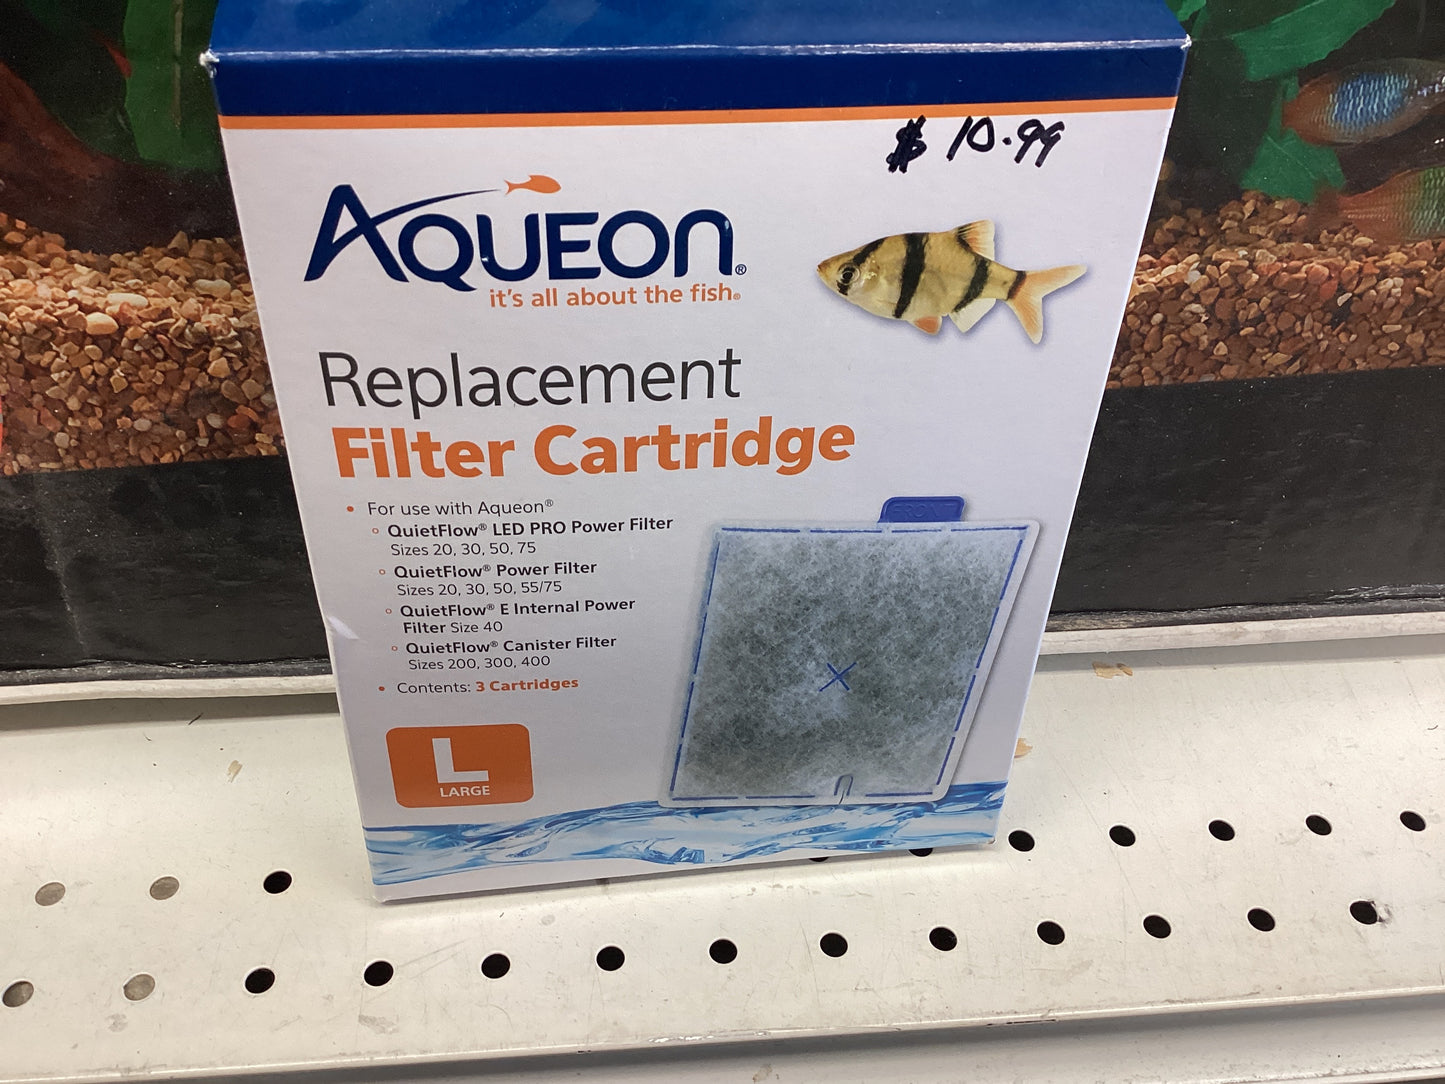 $ 10.99
AQUEON®
it's all about the fish®
Replacement
Filter Cartridge
• For use with Aqueon®
○ QuietFlow® LED PRO Power Filter
Sizes 20, 30, 50, 75
○ QuietFlow® Power Filter
Sizes 20, 30, 50, 55/75
○ QuietFlow® E Internal Power
Filter Size 40
○ QuietFlow® Canister Filter
Sizes 200, 300, 400
• Contents: 3 Cartridges
FRONT
L
LARGE